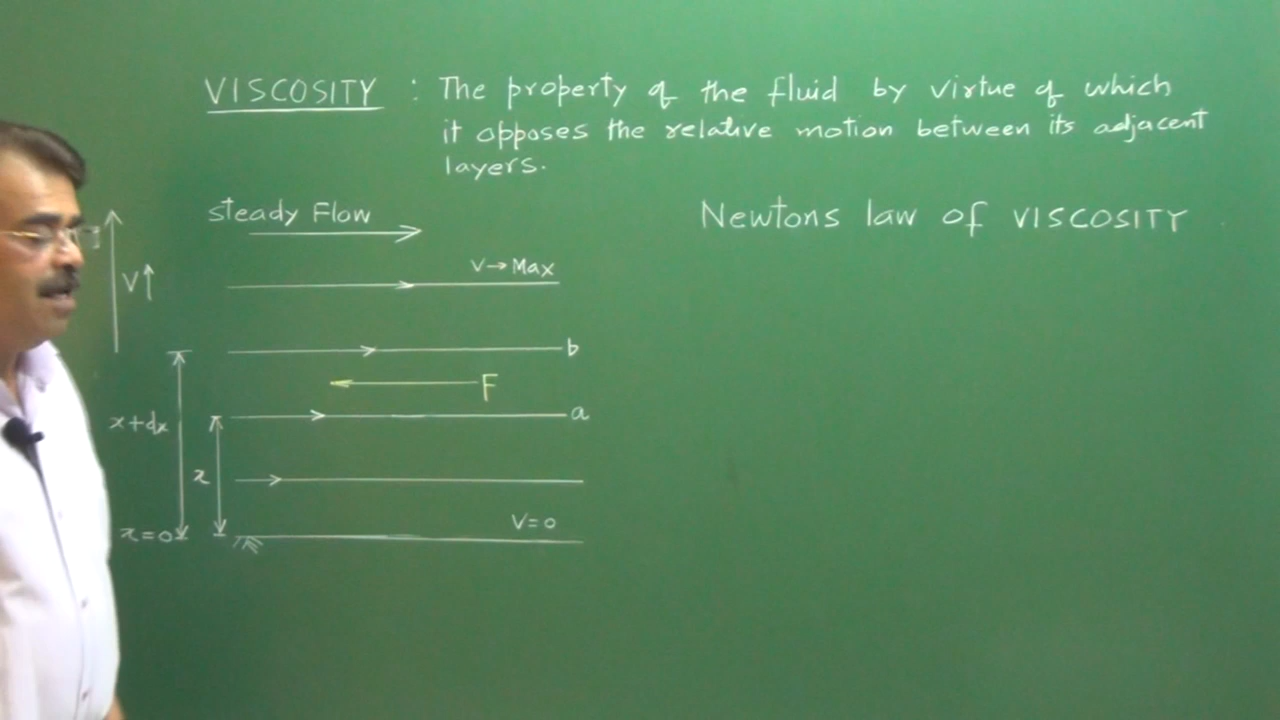 VISCOSITY : The property of the fluid by virtue of which
it opposes the relative motion between its adjacent
layers.
steady Flow
Newtons law of VISCOSITY
V→Max
V↑
b
F
a
x+dx
x
V=0
x=0